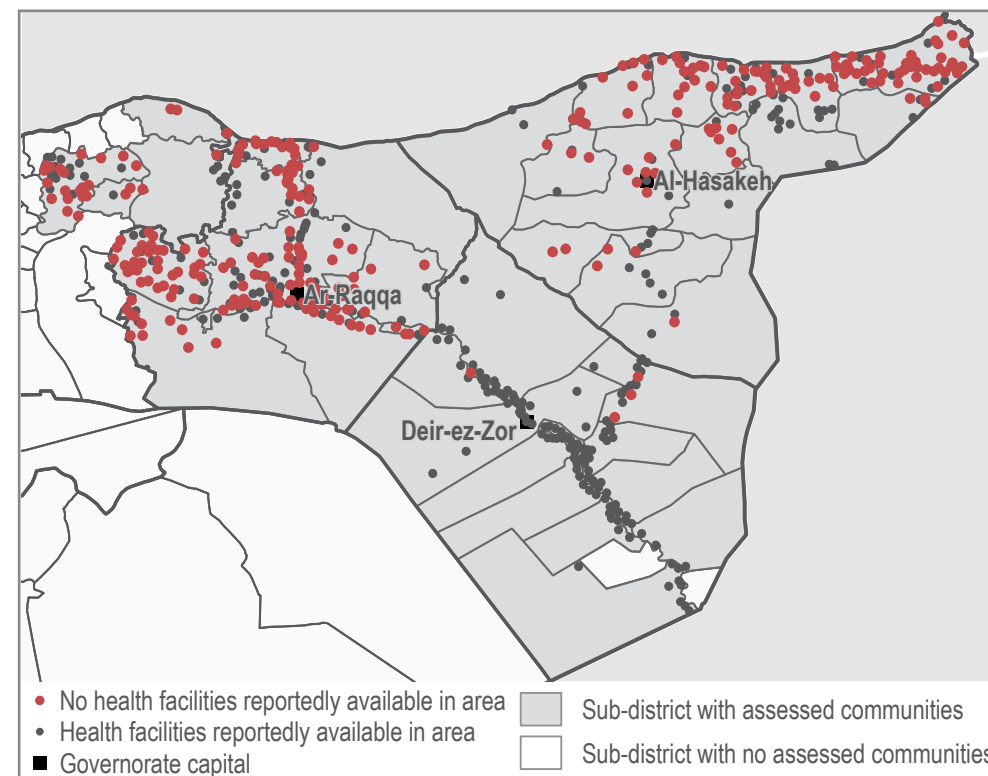 Al-Hasakeh
Ar-Raqqa
Deir-ez-Zor
No health facilities reportedly available in area
Health facilities reportedly available in area
Governorate capital
Sub-district with assessed communities
Sub-district with no assessed communities